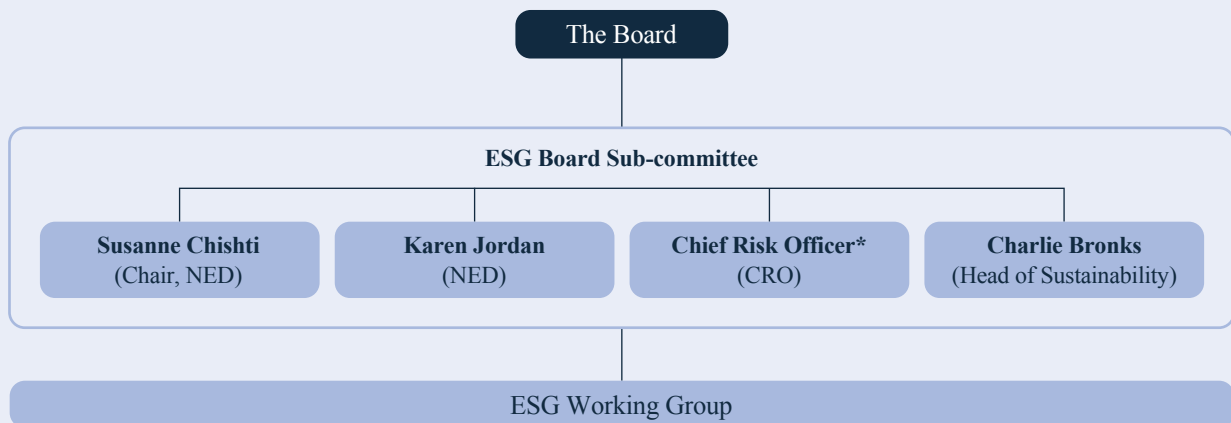 The Board
ESG Board Sub-committee
Susanne Chishti
(Chair, NED)
Karen Jordan
(NED)
Chief Risk Officer*
(CRO)
Charlie Bronks
(Head of Sustainability)
ESG Working Group